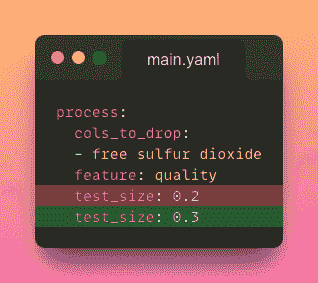 main.yaml
process:
  cols_to_drop:
  - free sulfur dioxide
  feature: quality
  test_size: 0.2
  test_size: 0.3